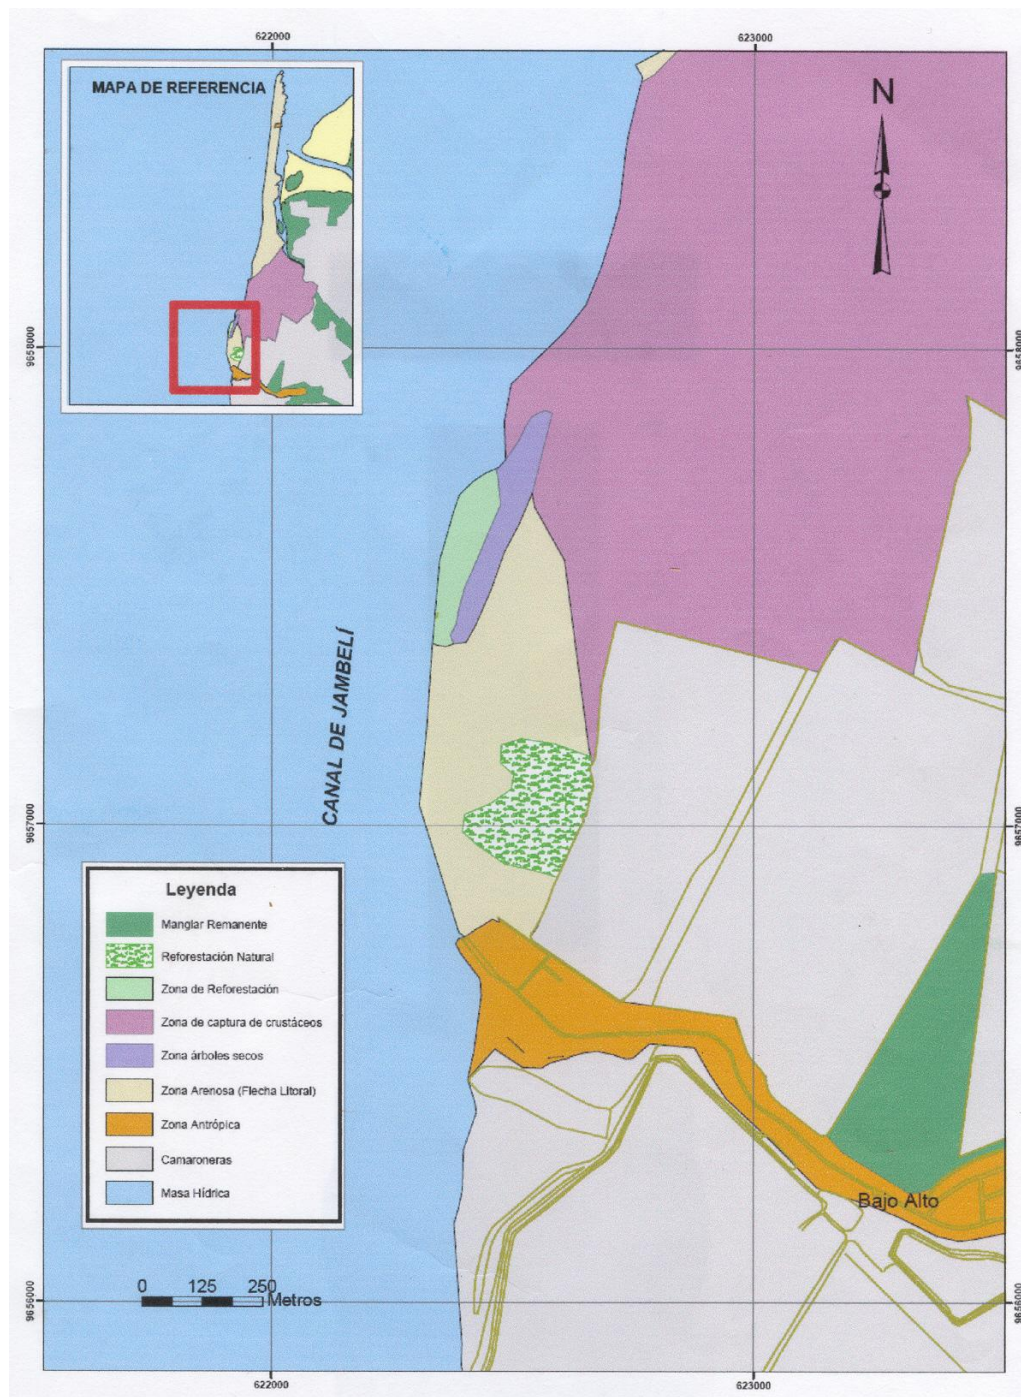 622000
623000
MAPA DE REFERENCIA
N
9658000
9658000
CANAL DE JAMBELÍ
9657000
9657000
Leyenda
Manglar Remanente
Reforestación Natural
Zona de Reforestación
Zona de captura de crustáceos
Zona árboles secos
Zona Arenosa (Flecha Litoral)
Zona Antrópica
Camaroneras
Masa Hídrica
Bajo Alto
0 125 250
Metros
9656000
9656000
622000
623000